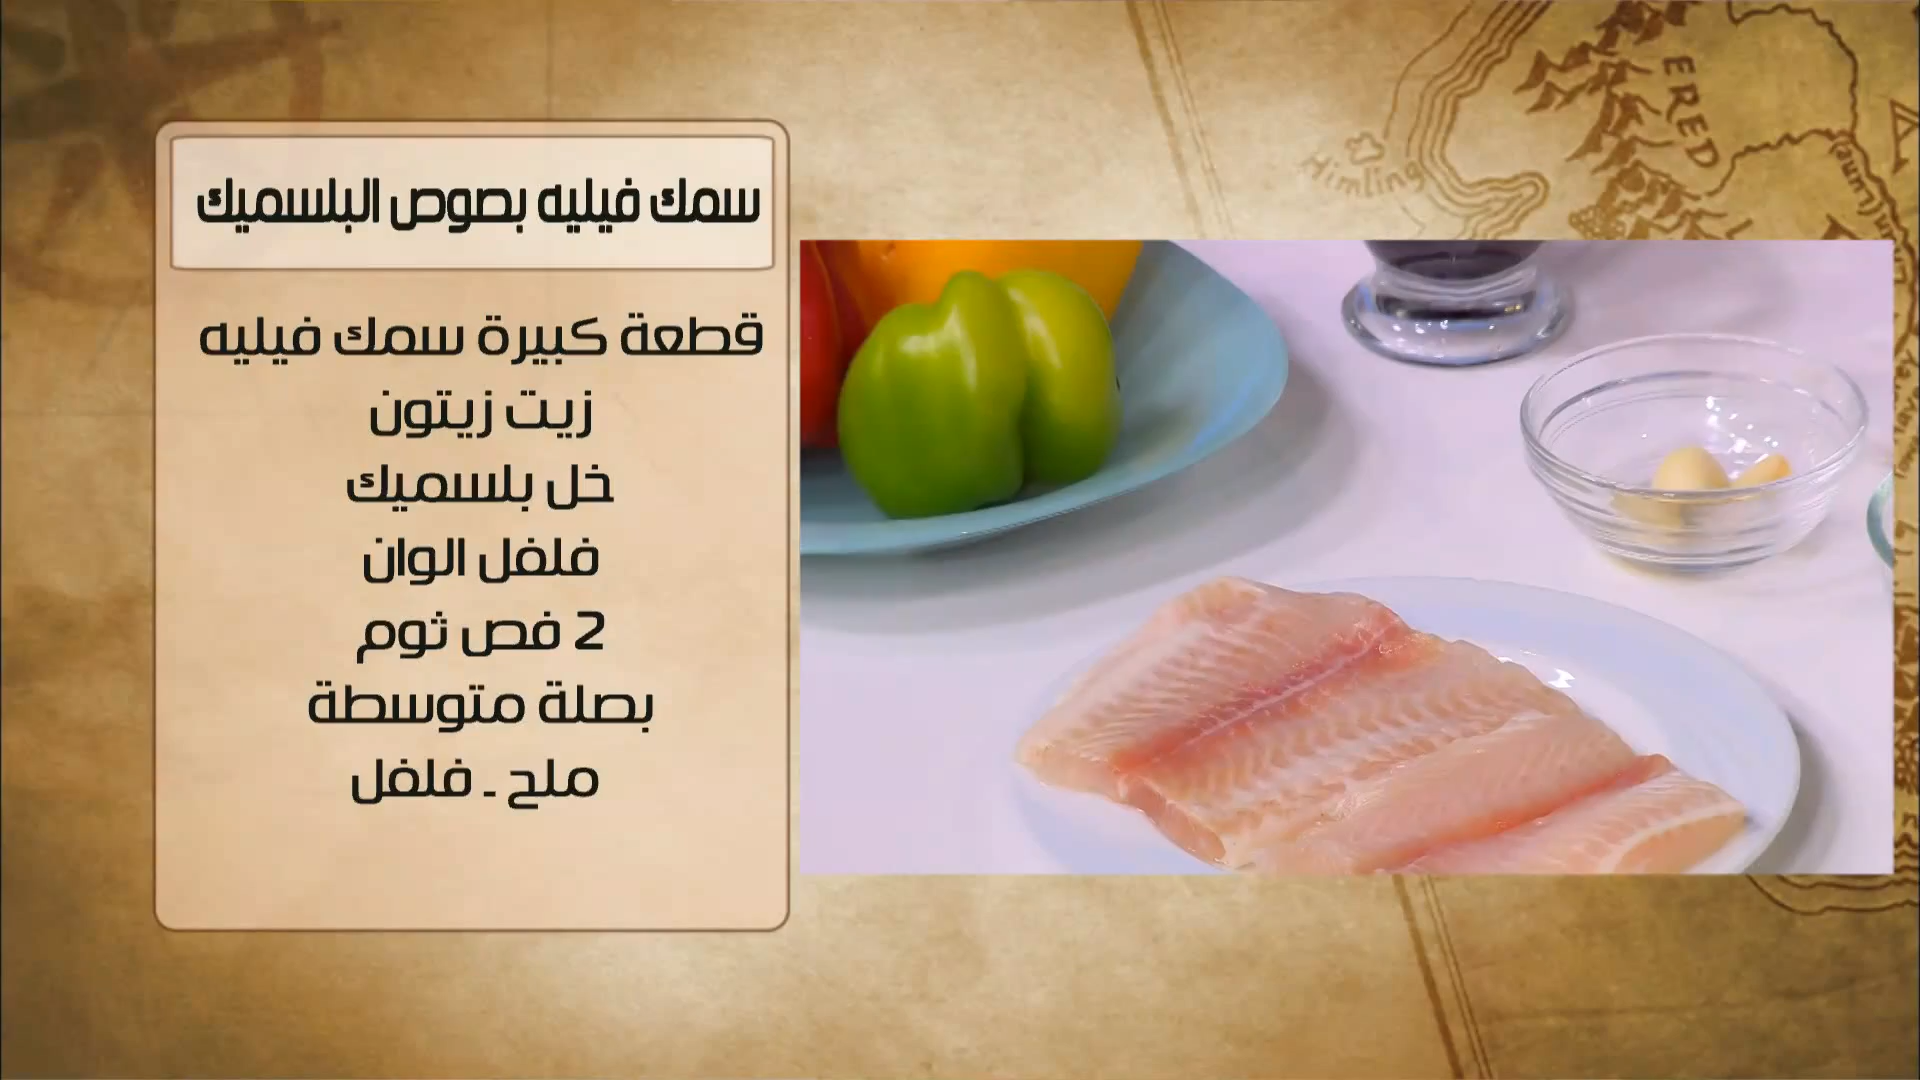 سمك فيليه بصوص البلسميك
قطعة كبيرة سمك فيليه
زيت زيتون
خل بلسميك
فلفل الوان
2 فص ثوم
بصلة متوسطة
ملح - فلفل
ERED
Himling